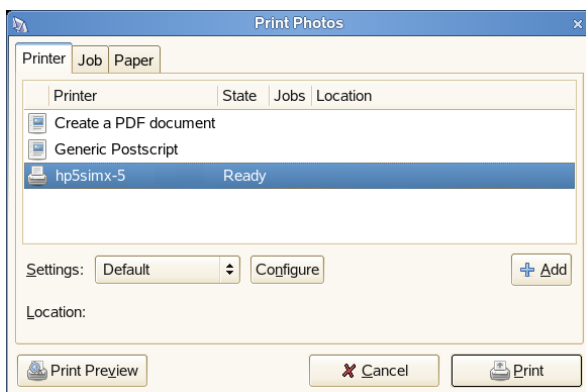 Print Photos
Printer Job Paper
Printer State Jobs Location
Create a PDF document
Generic Postscript
hp5simx-5 Ready
Settings: Default Configure Add
Location:
Print Preview Cancel Print